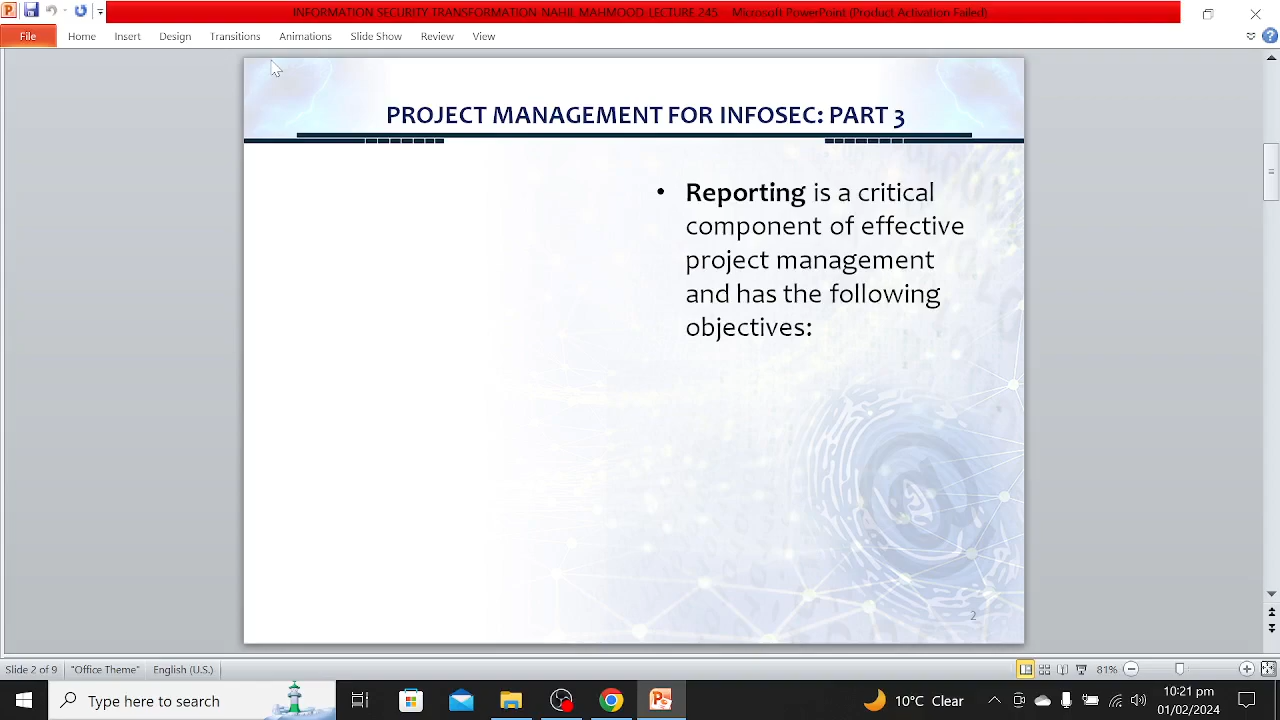 INFORMATION SECURITY TRANSFORMATION-NAHIL MAHMOOD-LECTURE 245 - Microsoft PowerPoint (Product Activation Failed)
File Home Insert Design Transitions Animations Slide Show Review View
PROJECT MANAGEMENT FOR INFOSEC: PART 3
• Reporting is a critical
component of effective
project management
and has the following
objectives:
2
Slide 2 of 9 "Office Theme" English (U.S.) 81%
Type here to search 10°C Clear 10:21 pm
01/02/2024